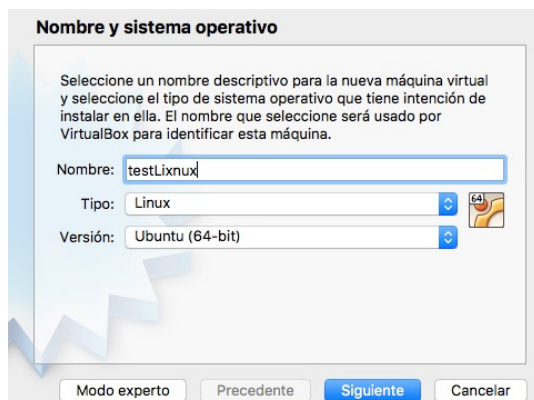 Nombre y sistema operativo
Seleccione un nombre descriptivo para la nueva máquina virtual
y seleccione el tipo de sistema operativo que tiene intención de
instalar en ella. El nombre que seleccione será usado por
VirtualBox para identificar esta máquina.
Nombre: testLixnux
Tipo: Linux
64
Versión: Ubuntu (64-bit)
Modo experto Precedente Siguiente Cancelar